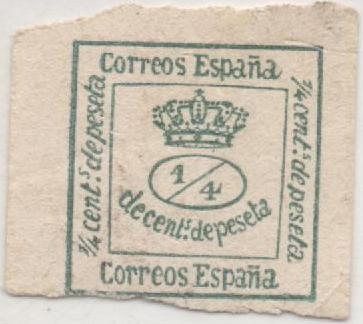 Correos España
1/4 cent.s de peseta
1/4 cent.s de peseta
1/4
de cent.s de peseta
Correos España